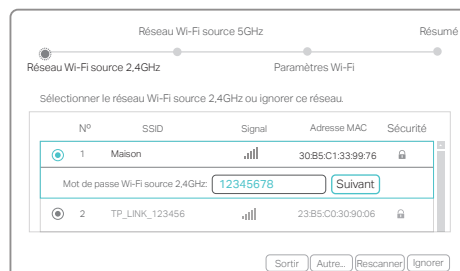 Réseau Wi-Fi source 5GHz Résumé
Réseau Wi-Fi source 2,4GHz Paramètres Wi-Fi
Sélectionner le réseau Wi-Fi source 2,4GHz ou ignorer ce réseau.
Nº SSID Signal Adresse MAC Sécurité
1 Maison 30:B5:C1:33:99:76
Mot de passe Wi-Fi source 2,4GHz: 12345678 Suivant
2 TP_LINK_123456 23:B5:C0:30:90:06
Sortir Autre... Rescanner Ignorer